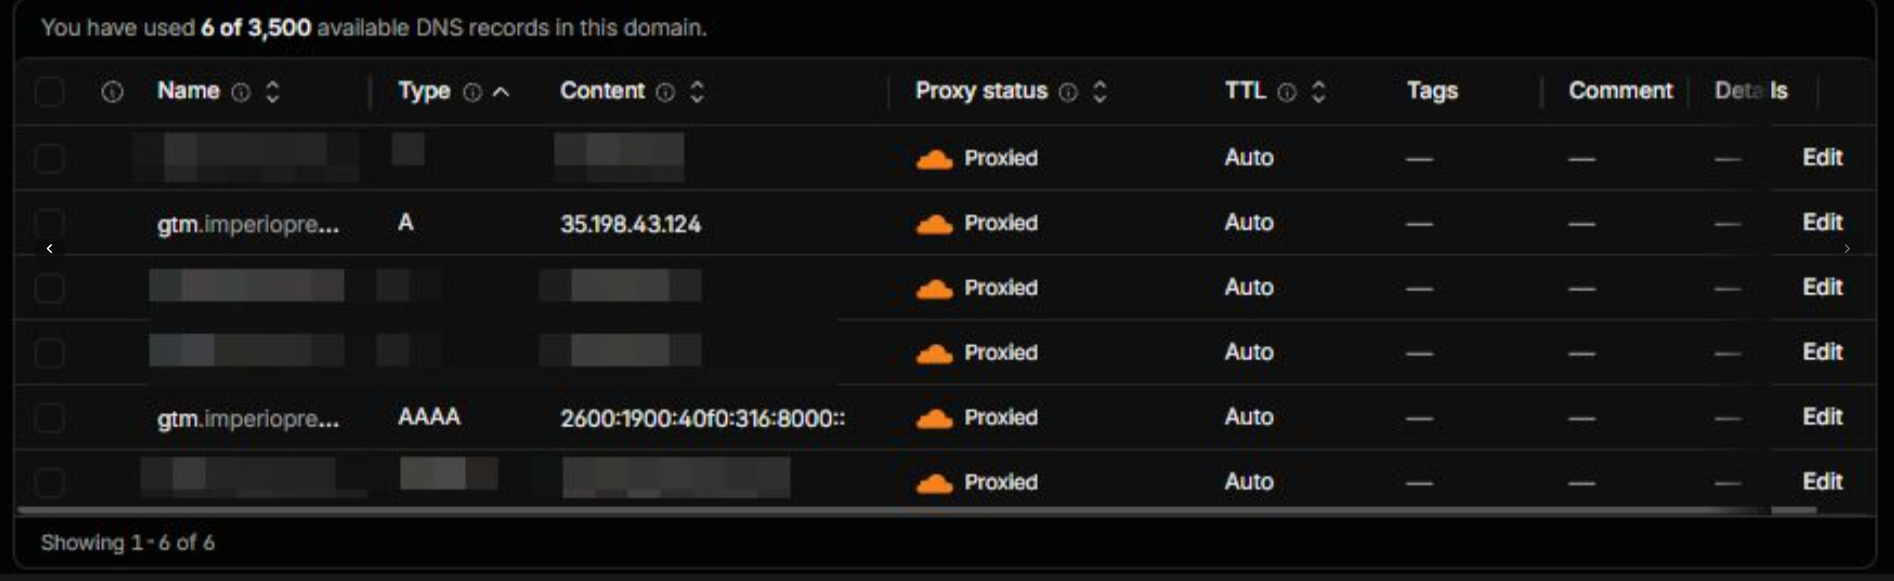 You have used 6 of 3,500 available DNS records in this domain.
Name Type Content Proxy status TTL Tags Comment Details
Proxied Auto — — — Edit
gtm.imperiopre... A 35.198.43.124 Proxied Auto — — — Edit
Proxied Auto — — — Edit
Proxied Auto — — — Edit
gtm.imperiopre... AAAA 2600:1900:40f0:316:8000:: Proxied Auto — — — Edit
Proxied Auto — — — Edit
Showing 1-6 of 6